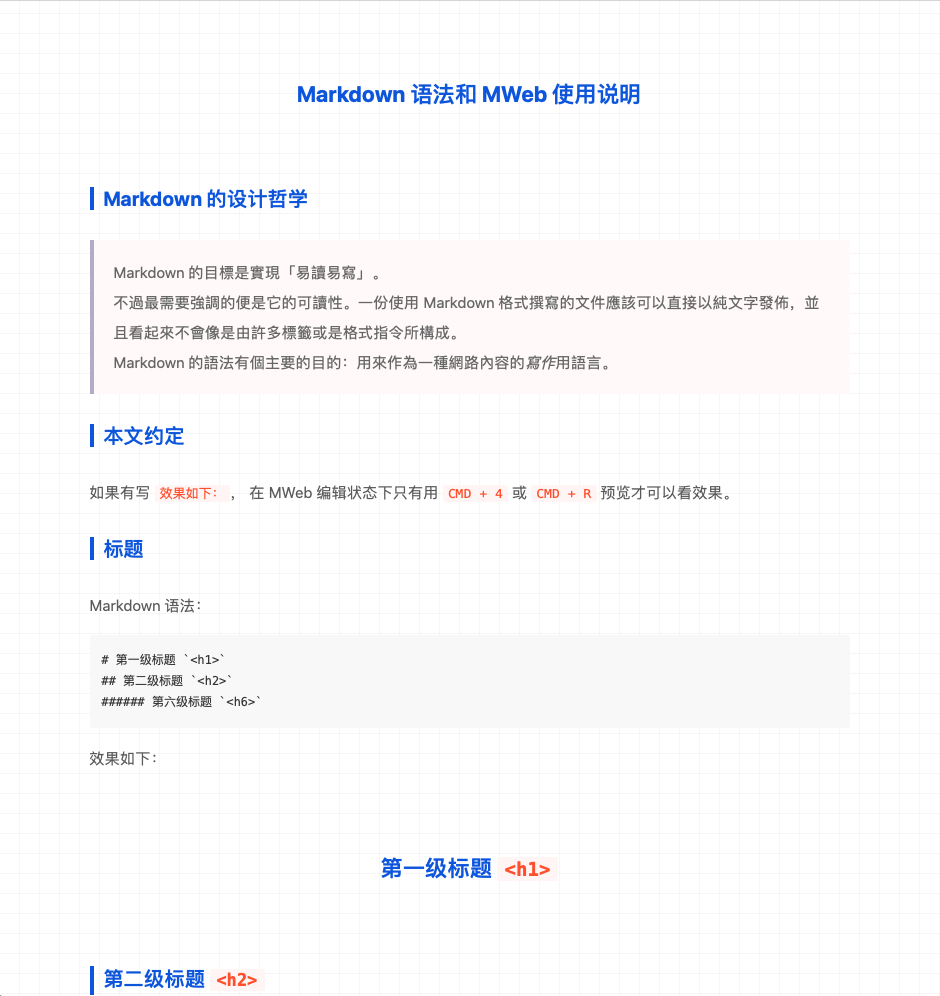 Markdown 语法和 MWeb 使用说明
Markdown 的设计哲学
Markdown 的目標是實現「易讀易寫」。
不過最需要強調的便是它的可讀性。一份使用 Markdown 格式撰寫的文件應該可以直接以純文字發佈，並
且看起來不會像是由許多標籤或是格式指令所構成。
Markdown 的語法有個主要的目的：用來作為一種網路內容的寫作用語言。
本文约定
如果有写 效果如下：， 在 MWeb 编辑状态下只有用 CMD + 4 或 CMD + R 预览才可以看效果。
标题
Markdown 语法：
# 第一级标题 `<h1>`
## 第二级标题 `<h2>`
###### 第六级标题 `<h6>`
效果如下：
第一级标题 <h1>
第二级标题 <h2>